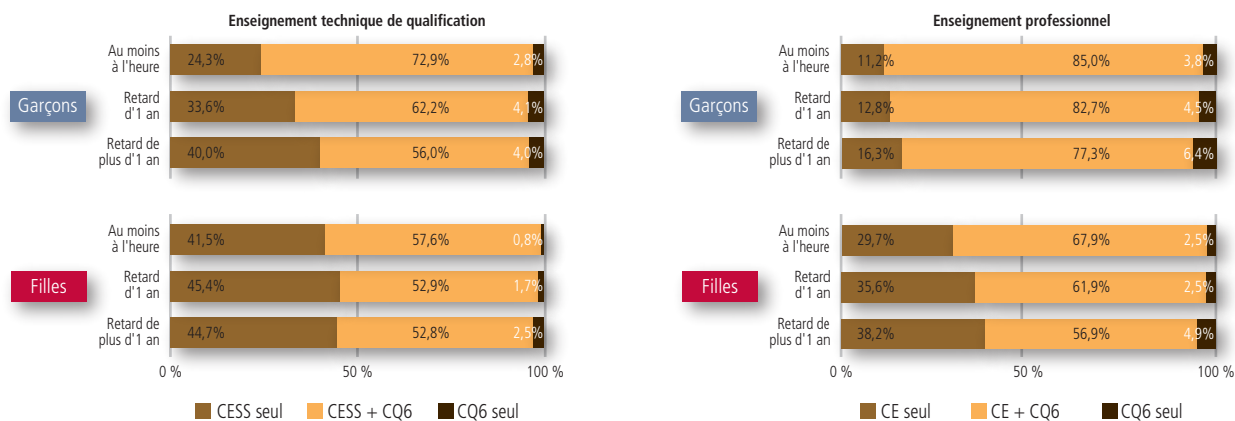 Enseignement technique de qualification
Au moins
à l'heure
24,3% 72,9% 2,8%
Garçons
Retard
d'1 an
33,6% 62,2% 4,1%
Retard de
plus d'1 an
40,0% 56,0% 4,0%
Au moins
à l'heure
41,5% 57,6% 0,8%
Filles
Retard
d'1 an
45,4% 52,9% 1,7%
Retard de
plus d'1 an
44,7% 52,8% 2,5%
0 % 50 % 100 %
CESS seul CESS + CQ6 CQ6 seul
Enseignement professionnel
Au moins
à l'heure
11,2% 85,0% 3,8%
Garçons
Retard
d'1 an
12,8% 82,7% 4,5%
Retard de
plus d'1 an
16,3% 77,3% 6,4%
Au moins
à l'heure
29,7% 67,9% 2,5%
Filles
Retard
d'1 an
35,6% 61,9% 2,5%
Retard de
plus d'1 an
38,2% 56,9% 4,9%
0 % 50 % 100 %
CE seul CE + CQ6 CQ6 seul